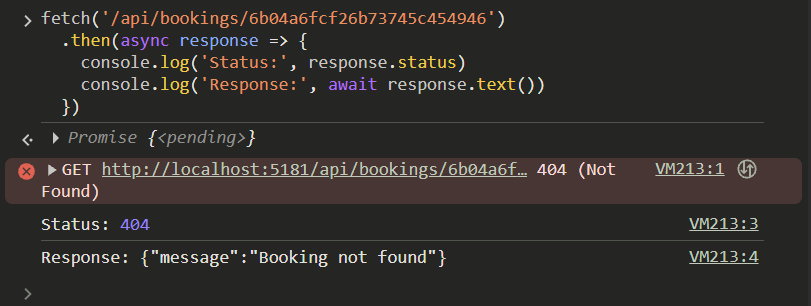 fetch('/api/bookings/6b04a6fcf26b73745c454946')
.then(async response => {
console.log('Status:', response.status)
console.log('Response:', await response.text())
})
Promise {<pending>}
GET http://localhost:5181/api/bookings/6b04a6f… 404 (Not Found) VM213:1
Status: 404 VM213:3
Response: {"message":"Booking not found"} VM213:4